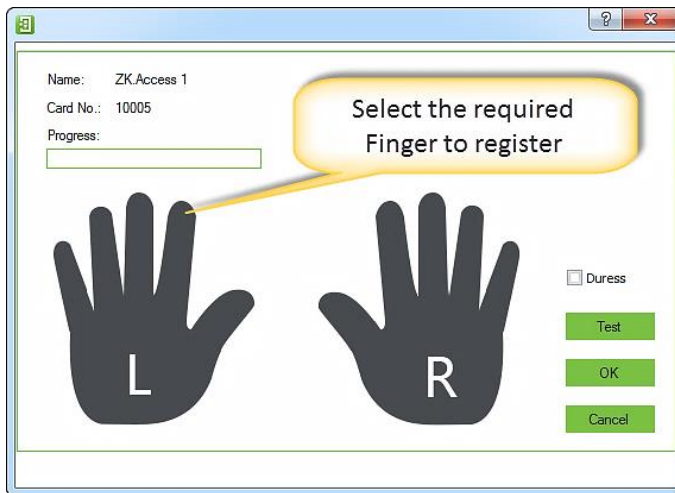 Name: ZK.Access 1
Card No.: 10005
Progress:
Select the required
Finger to register
L
R
Duress
Test
OK
Cancel